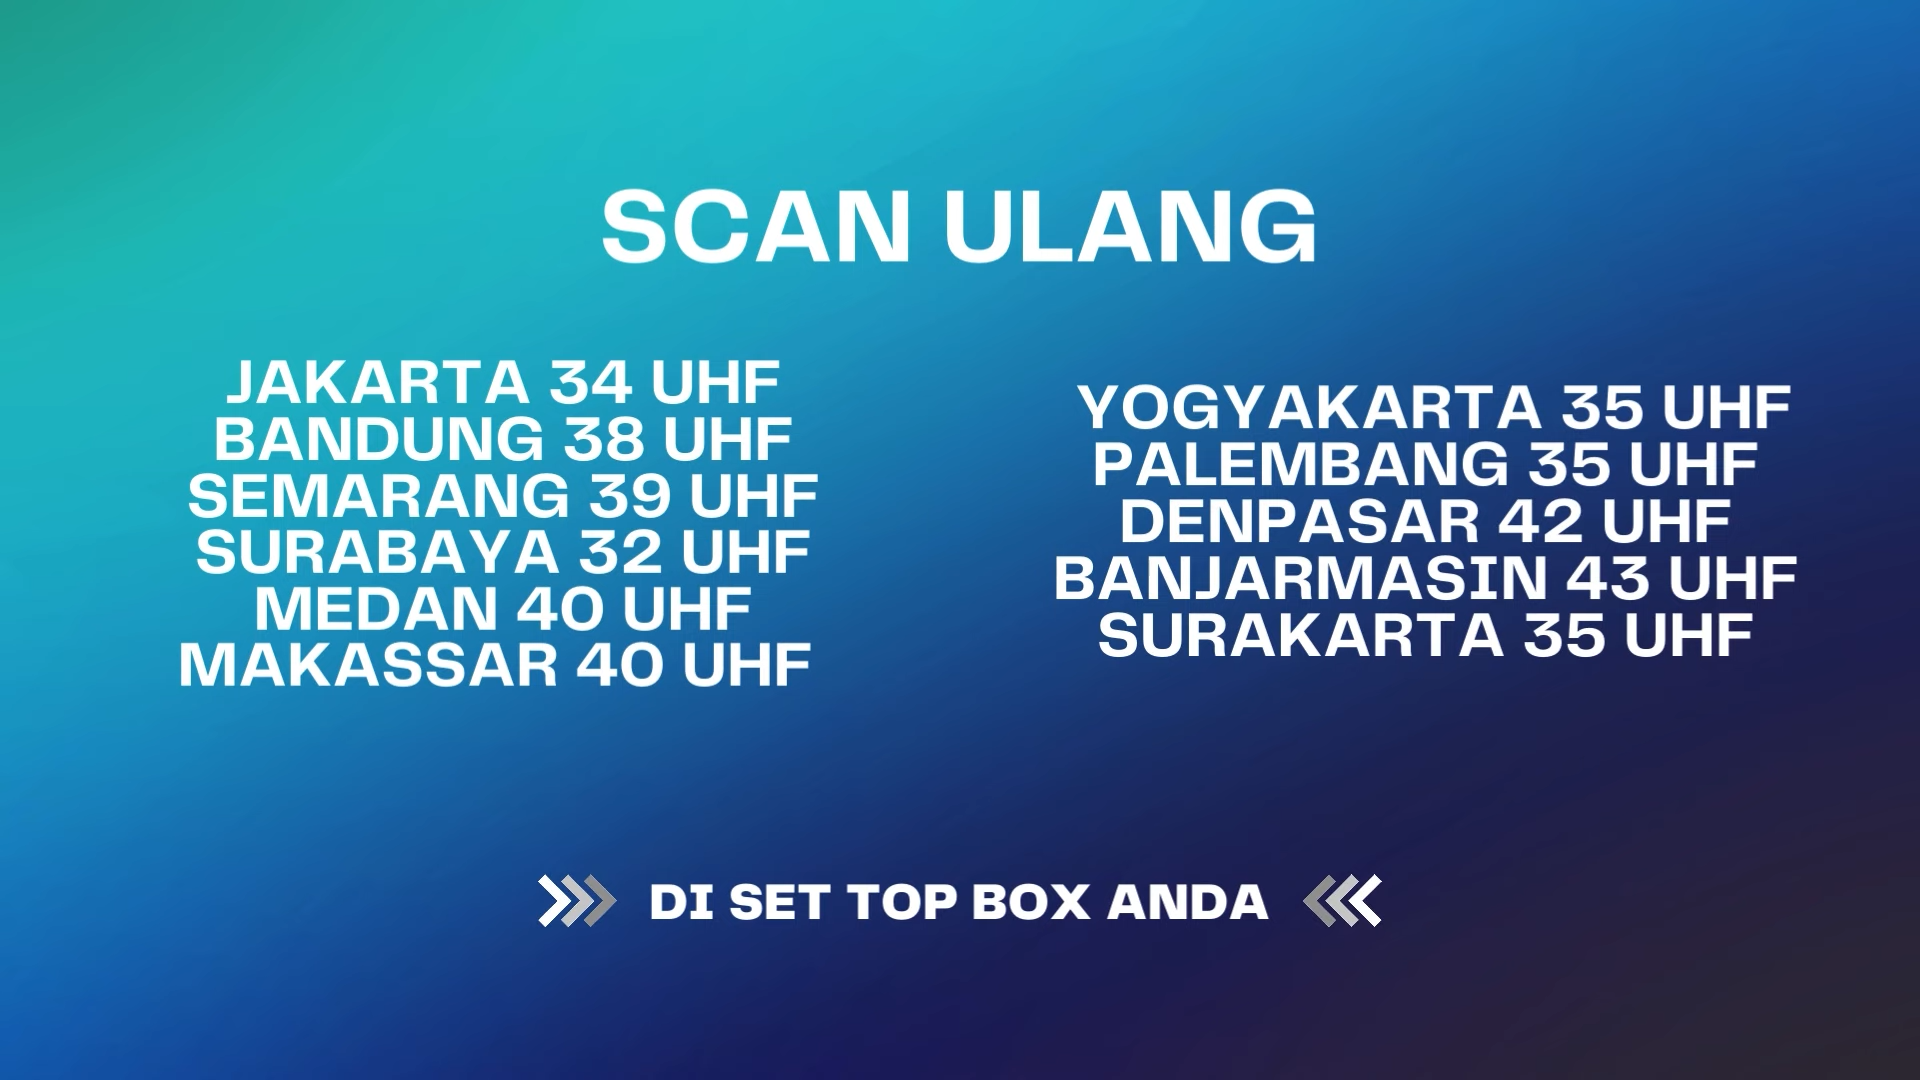 SCAN ULANG
JAKARTA 34 UHF
BANDUNG 38 UHF
SEMARANG 39 UHF
SURABAYA 32 UHF
MEDAN 40 UHF
MAKASSAR 40 UHF
YOGYAKARTA 35 UHF
PALEMBANG 35 UHF
DENPASAR 42 UHF
BANJARMASIN 43 UHF
SURAKARTA 35 UHF
DI SET TOP BOX ANDA